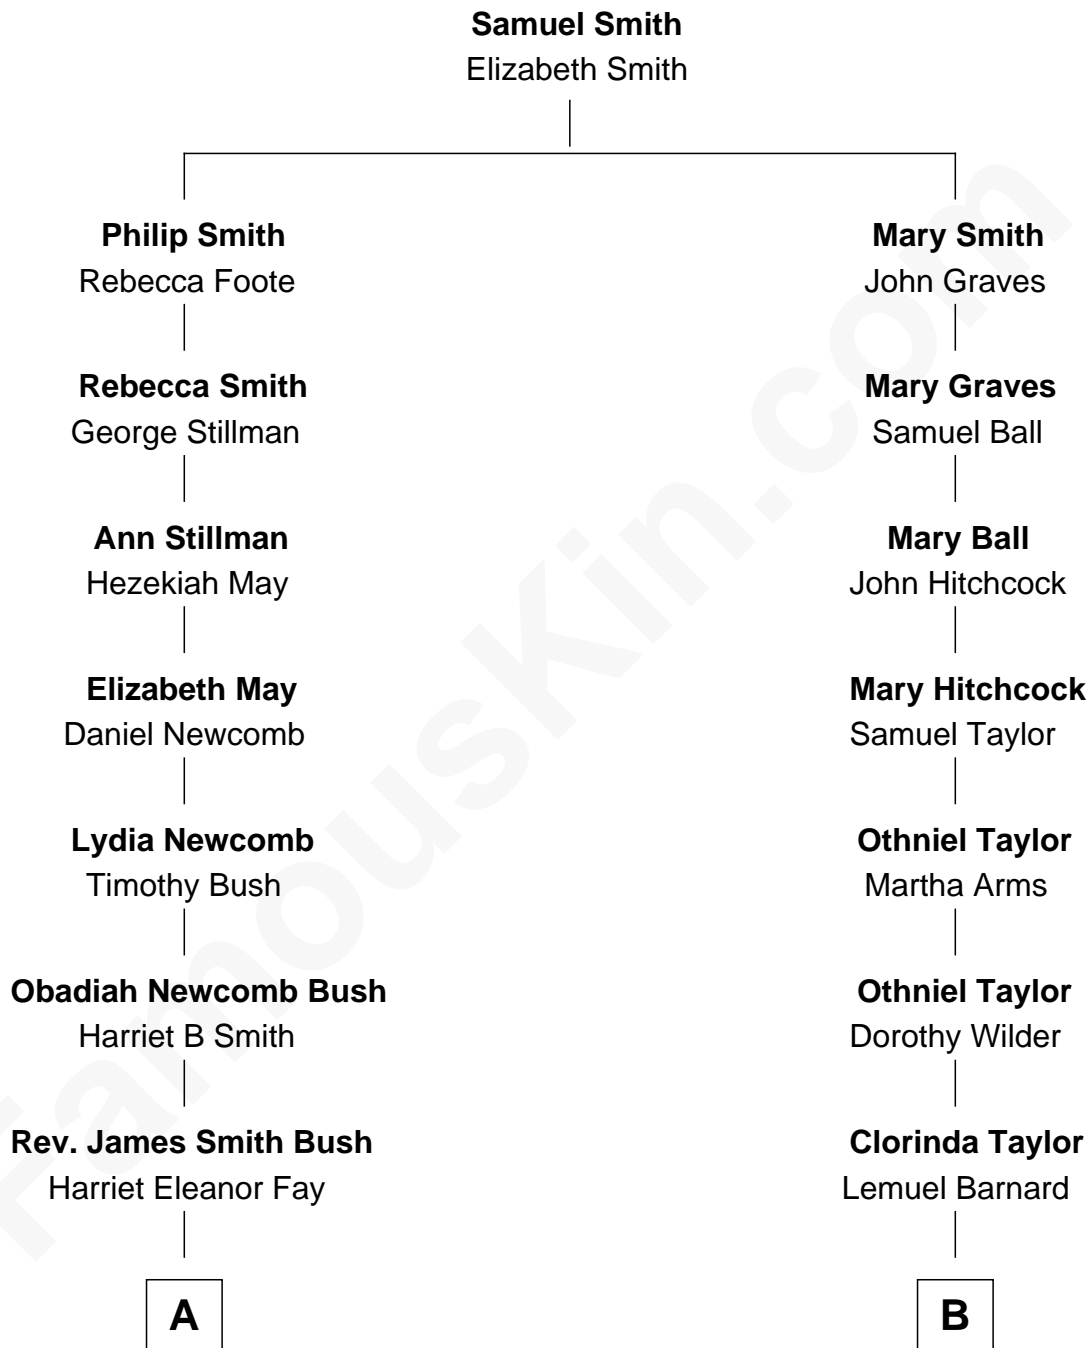 Samuel Smith
Elizabeth Smith
Philip Smith
Rebecca Foote
Mary Smith
John Graves
Rebecca Smith
George Stillman
Mary Graves
Samuel Ball
Ann Stillman
Hezekiah May
Mary Ball
John Hitchcock
Elizabeth May
Daniel Newcomb
Mary Hitchcock
Samuel Taylor
Lydia Newcomb
Timothy Bush
Othniel Taylor
Martha Arms
Obadiah Newcomb Bush
Harriet B Smith
Othniel Taylor
Dorothy Wilder
Rev. James Smith Bush
Harriet Eleanor Fay
Clorinda Taylor
Lemuel Barnard
A
B
FamousKin.com